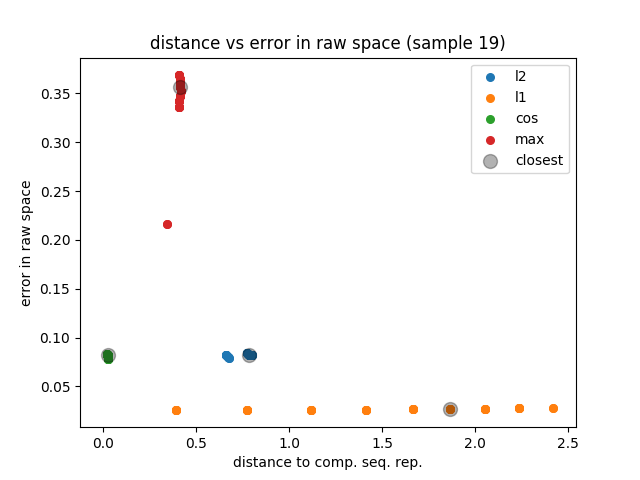 distance vs error in raw space (sample 19)
l2
l1
cos
max
closest
error in raw space
0.35
0.30
0.25
0.20
0.15
0.10
0.05
0.0 0.5 1.0 1.5 2.0 2.5
distance to comp. seq. rep.